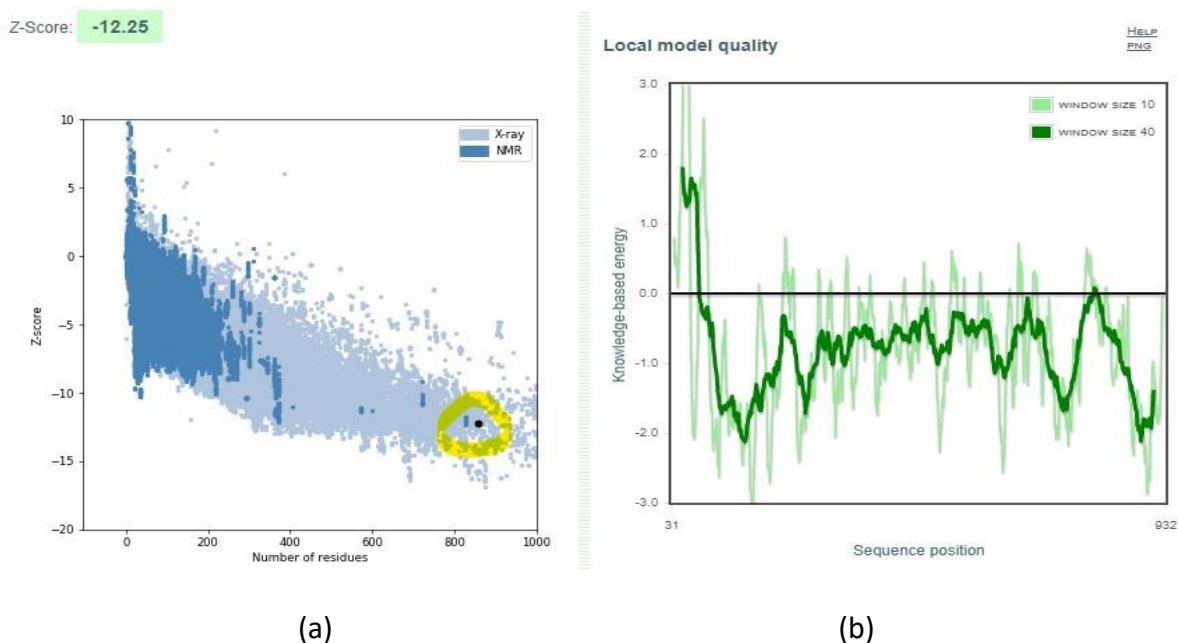 Z-Score: -12.25
10
5
0
−5
−10
−15
−20
Z-score
X-ray
NMR
0 200 400 600 800 1000
Number of residues
(a)
Local model quality
HELP
PNG
3.0
2.0
1.0
0.0
-1.0
-2.0
-3.0
Knowledge-based energy
WINDOW SIZE 10
WINDOW SIZE 40
31 932
Sequence position
(b)